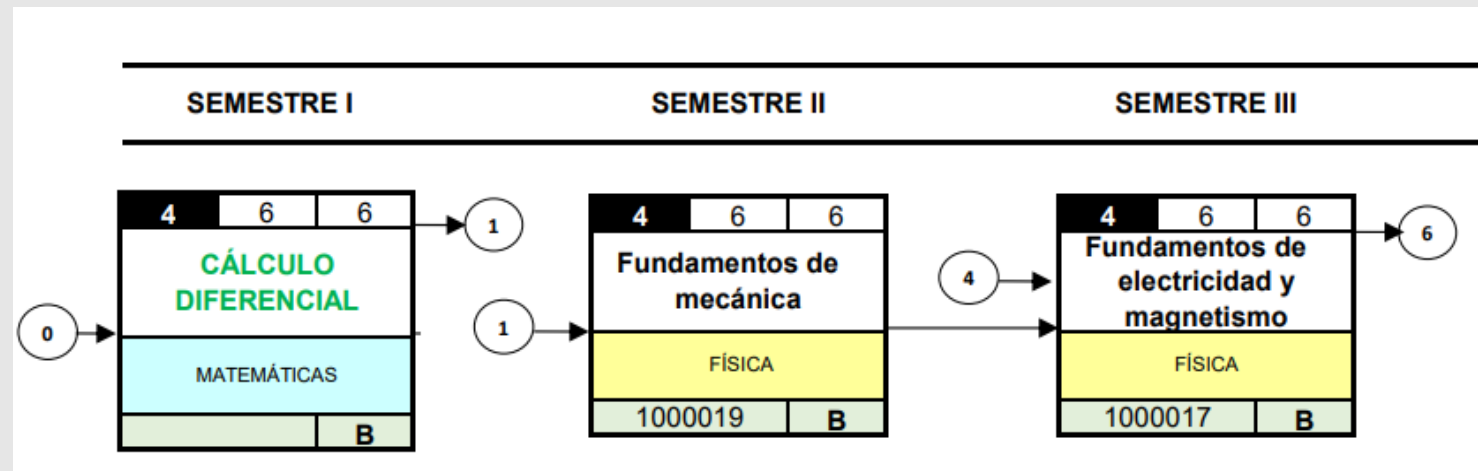 SEMESTRE I
SEMESTRE II
SEMESTRE III
4 6 6
1
0
CÁLCULO
DIFERENCIAL
MATEMÁTICAS
B
4 6 6
1
Fundamentos de
mecánica
FÍSICA
1000019 B
4 6 6
6
4
Fundamentos de
electricidad y
magnetismo
FÍSICA
1000017 B